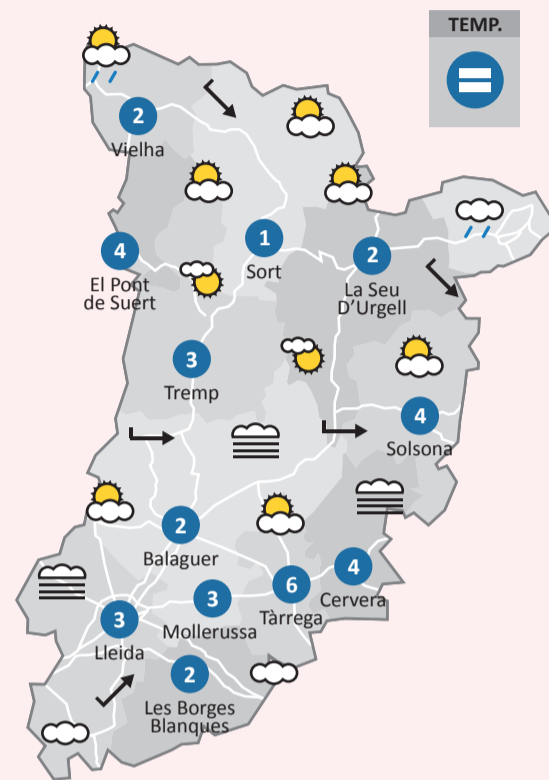 TEMP.
2
Vielha
1
Sort
4
El Pont
de Suert
2
La Seu
D'Urgell
3
Tremp
4
Solsona
2
Balaguer
6
Tàrrega
4
Cervera
3
Mollerussa
3
Lleida
2
Les Borges
Blanques